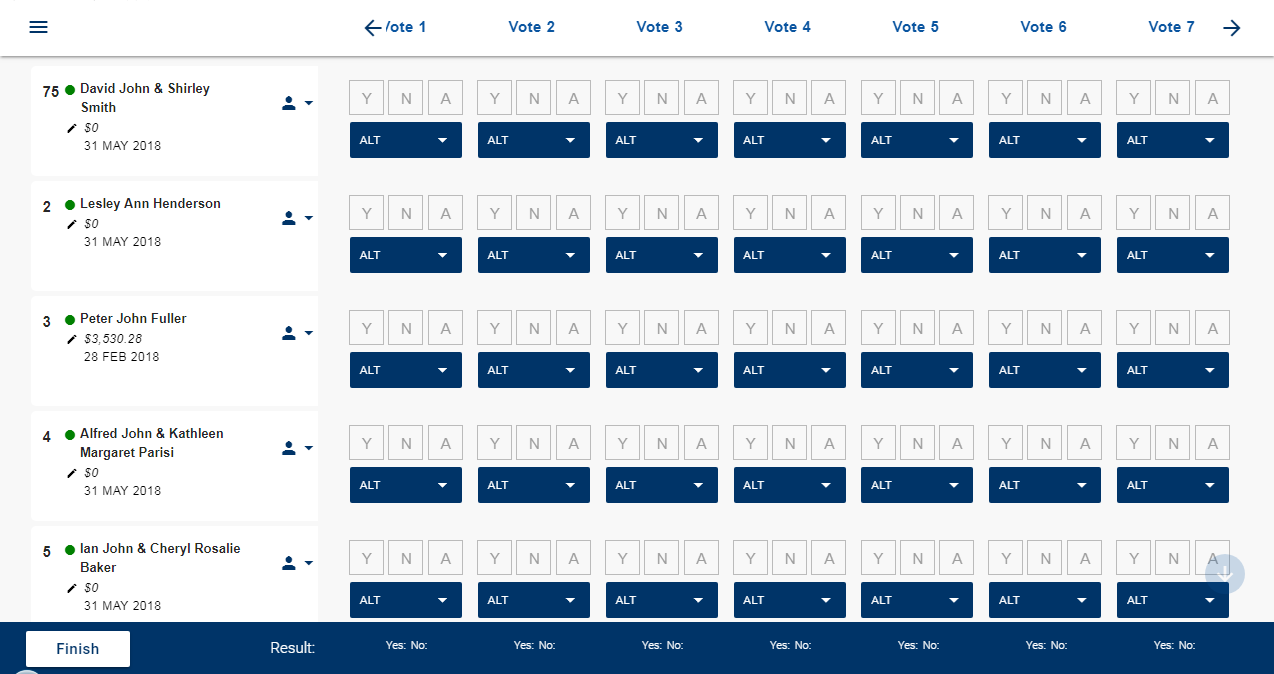 Vote 1 Vote 2 Vote 3 Vote 4 Vote 5 Vote 6 Vote 7
75 David John & Shirley Smith
$0
31 MAY 2018
Y N A Y N A Y N A Y N A Y N A Y N A Y N A
ALT ALT ALT ALT ALT ALT ALT
2 Lesley Ann Henderson
$0
31 MAY 2018
Y N A Y N A Y N A Y N A Y N A Y N A Y N A
ALT ALT ALT ALT ALT ALT ALT
3 Peter John Fuller
$3,530.28
28 FEB 2018
Y N A Y N A Y N A Y N A Y N A Y N A Y N A
ALT ALT ALT ALT ALT ALT ALT
4 Alfred John & Kathleen
Margaret Parisi
$0
31 MAY 2018
Y N A Y N A Y N A Y N A Y N A Y N A Y N A
ALT ALT ALT ALT ALT ALT ALT
5 Ian John & Cheryl Rosalie
Baker
$0
31 MAY 2018
Y N A Y N A Y N A Y N A Y N A Y N A Y N A
ALT ALT ALT ALT ALT ALT ALT
Finish Result: Yes: No: Yes: No: Yes: No: Yes: No: Yes: No: Yes: No: Yes: No: